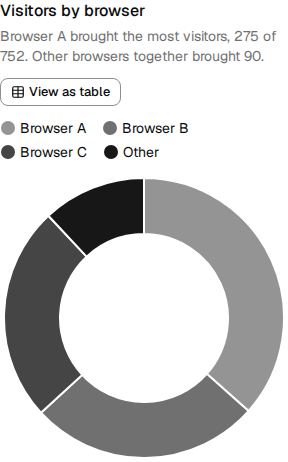 Visitors by browser
Browser A brought the most visitors, 275 of
752. Other browsers together brought 90.
View as table
Browser A
Browser B
Browser C
Other